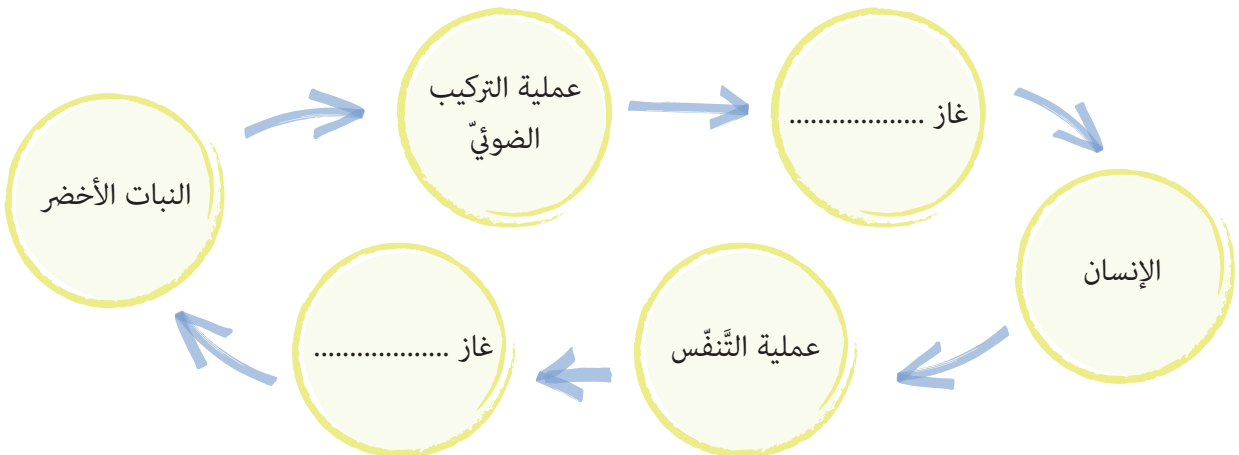 النبات الأخضر
عملية التركيب
الضوئيّ
غاز ...................
الإنسان
عملية التَّنفّس
غاز ...................